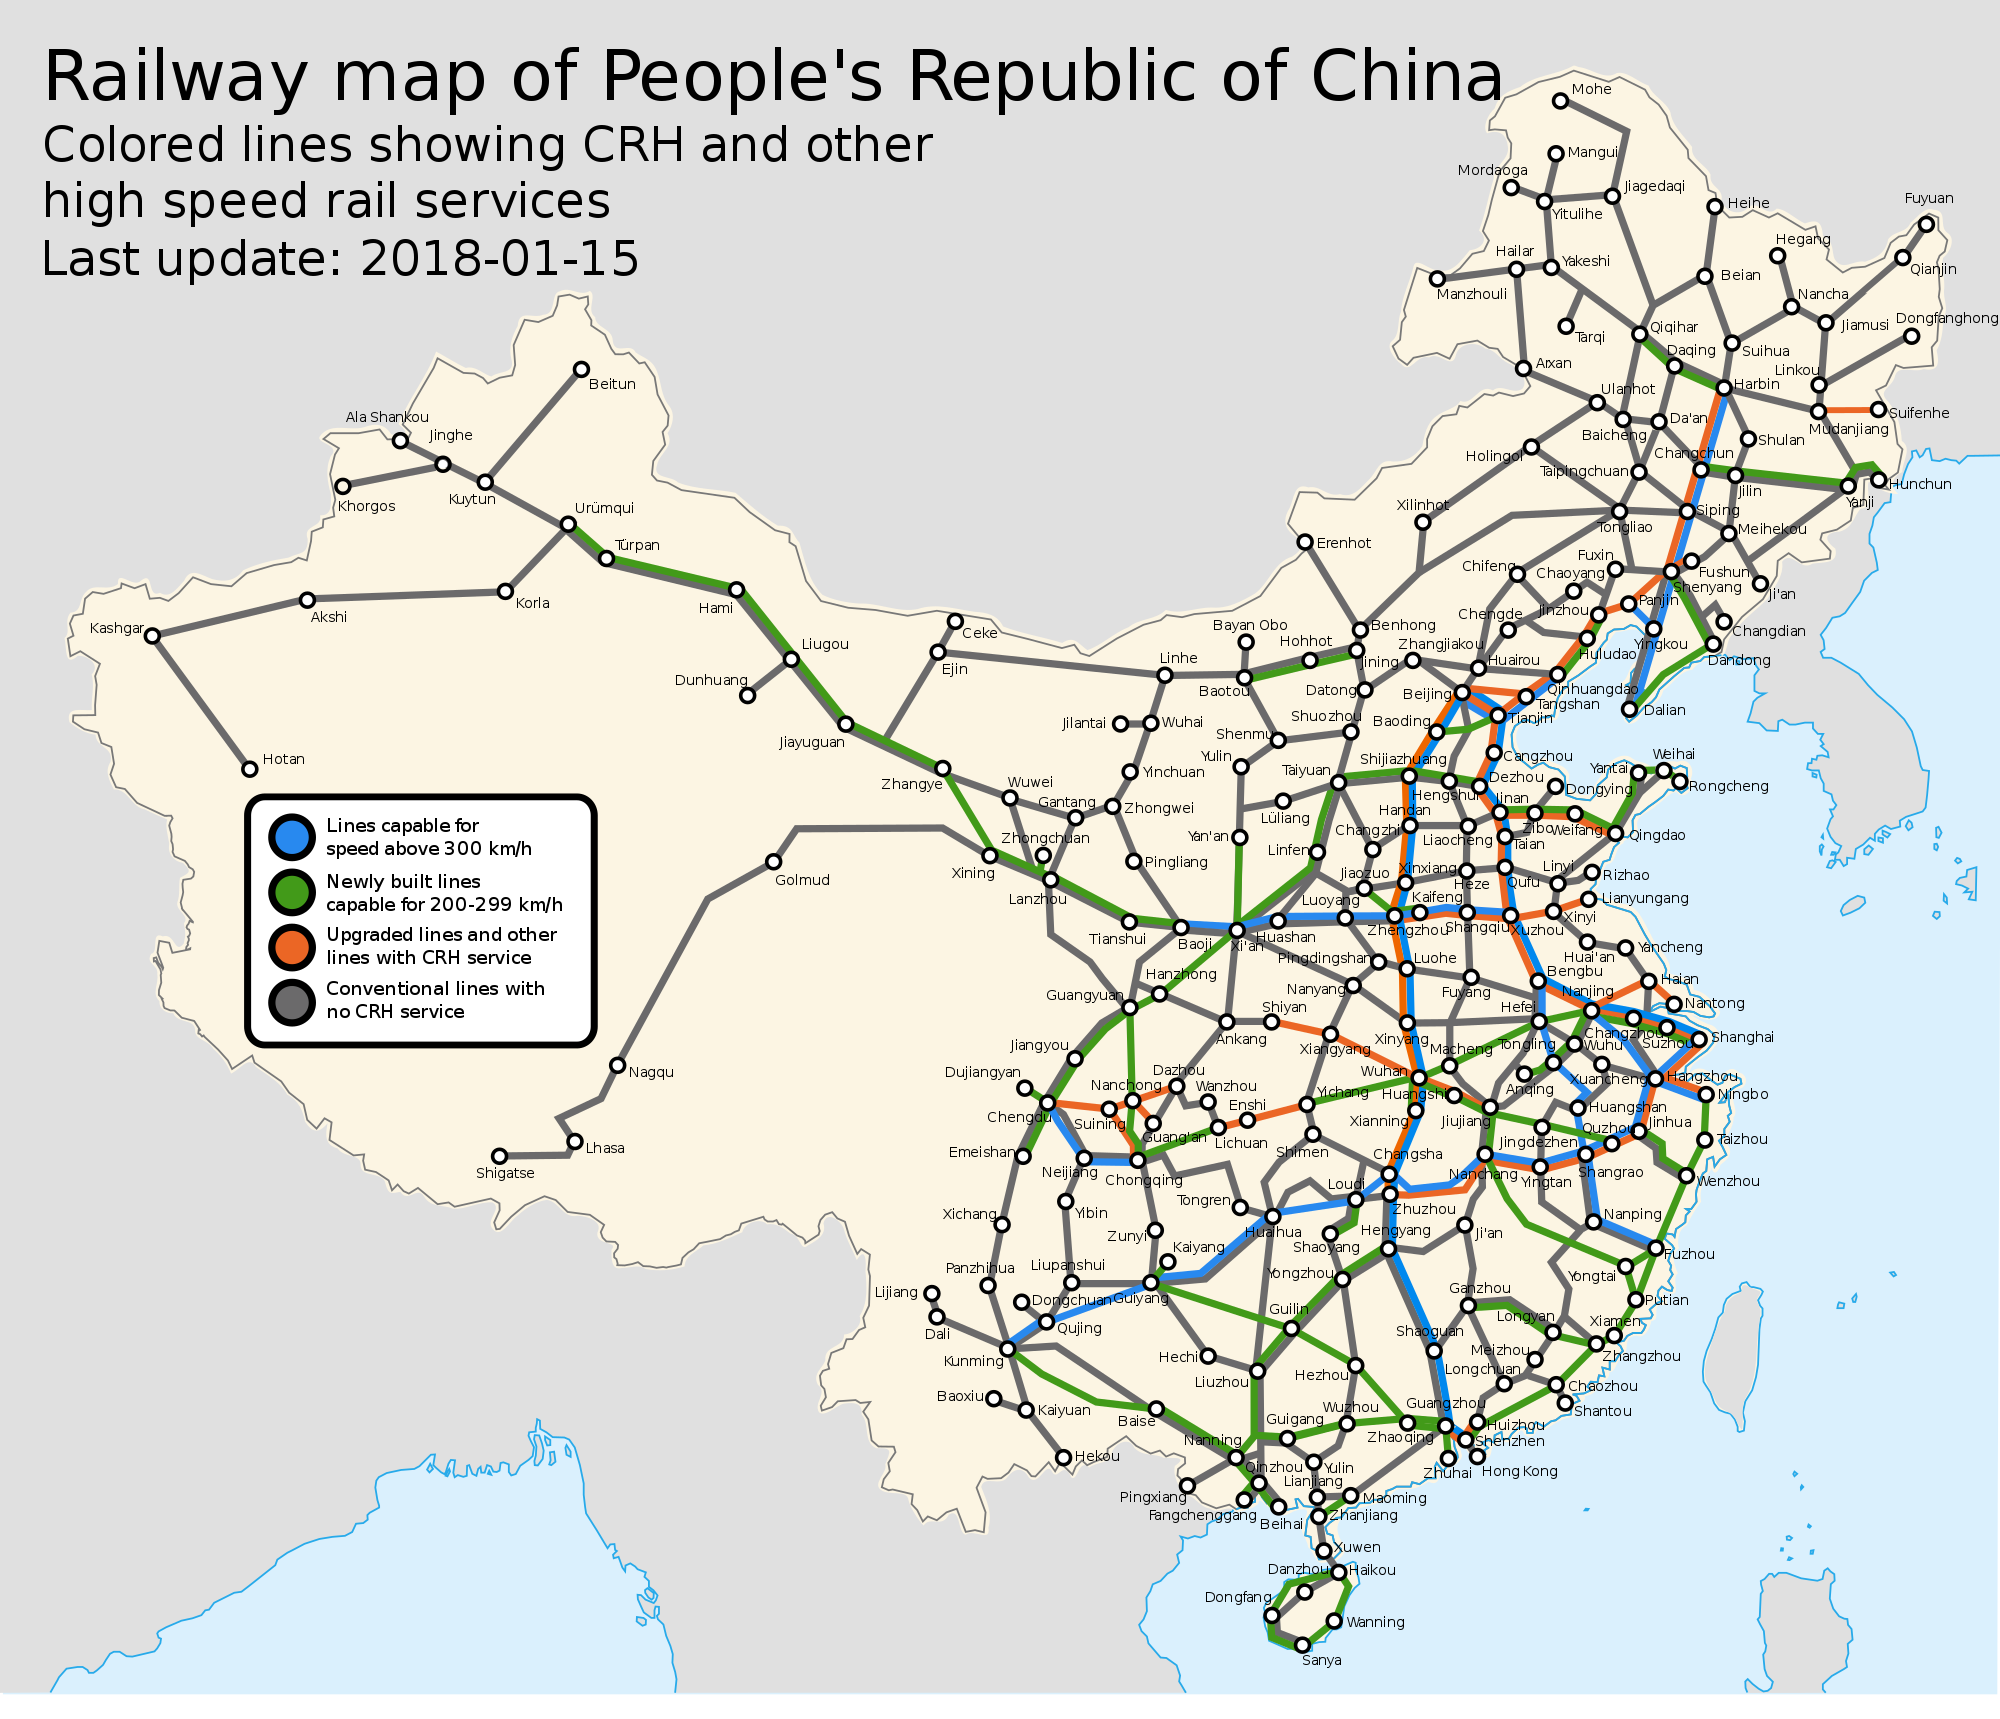 Railway map of People's Republic of China
Colored lines showing CRH and other
high speed rail services
Last update: 2018-01-15
Mohe
Mangui
Mordaoga
Jiagedaqi
Yitulihe
Heihe
Fuyuan
Hegang
Hailar
Yakeshi
Qianjin
Beian
Manzhouli
Nancha
Dongfanghong
Jiamusi
Tarqi
Qiqihar
Daqing
Suihua
Arxan
Linkou
Harbin
Beitun
Ulanhot
Suifenhe
Ala Shankou
Da'an
Mudanjiang
Jinghe
Baicheng
Shulan
Holingol
Changchun
Taipingchuan
Hunchun
Kuytun
Jilin
Yanji
Khorgos
Xilinhot
Urümqui
Siping
Tongliao
Meihekou
Türpan
Erenhot
Fuxin
Chifeng
Chaoyang
Fushun
Shenyang
Ji'an
Hami
Korla
Panjin
Jinzhou
Akshi
Chengde
Kashgar
Ceke
Bayan Obo
Benhong
Changdian
Hohhot
Zhangjiakou
Yingkou
Liugou
Linhe
Huludao
Jining
Huairou
Dandong
Ejin
Dunhuang
Baotou
Datong
Beijing
Qinhuangdao
Tangshan
Dalian
Shuozhou
Baoding
Tianjin
Jilantai
Wuhai
Shenmu
Jiayuguan
Yulin
Shijiazhuang
Cangzhou
Weihai
Hotan
Taiyuan
Yantai
Yinchuan
Dezhou
Zhangye
Wuwei
Dongying
Rongcheng
Hengshui
Gantang
Zhongwei
Lüliang
Handan
Jinan
Changzhi
Zibo
Weifang
Qingdao
Lines capable for
speed above 300 km/h
Zhongchuan
Yan'an
Liaocheng
Taian
Linfen
Pingliang
Xining
Golmud
Jiaozuo
Xinxiang
Linyi
Rizhao
Newly built lines
capable for 200-299 km/h
Heze
Qufu
Lanzhou
Luoyang
Kaifeng
Lianyungang
Xinyi
Upgraded lines and other
lines with CRH service
Tianshui
Baoji
Xi'an
Huashan
Zhengzhou
Shangqiu
Xuzhou
Yancheng
Huai'an
Pingdingshan
Luohe
Hanzhong
Bengbu
Haian
Conventional lines with
no CRH service
Guangyuan
Nanyang
Fuyang
Nanjing
Nantong
Shiyan
Hefei
Ankang
Xinyang
Changzhou
Shanghai
Jiangyou
Xiangyang
Macheng
Tongling
Wuhu
Suzhou
Nagqu
Dujiangyan
Dazhou
Wuhan
Xuancheng
Hangzhou
Nanchong
Wanzhou
Yichang
Huangshi
Anqing
Ningbo
Enshi
Chengdu
Suining
Xianning
Jiujiang
Huangshan
Jinhua
Guang'an
Lichuan
Quzhou
Taizhou
Lhasa
Emeishan
Shimen
Changsha
Jingdezhen
Shigatse
Neijiang
Chongqing
Nanchang
Yingtan
Shangrao
Wenzhou
Loudi
Tongren
Zhuzhou
Xichang
Yibin
Nanping
Zunyi
Huaihua
Shaoyang
Hengyang
Ji'an
Kaiyang
Fuzhou
Panzhihua
Liupanshui
Yongzhou
Yongtai
Lijiang
Dongchuan
Guiyang
Ganzhou
Putian
Guilin
Longyan
Xiamen
Dali
Qujing
Shaoguan
Kunming
Hechi
Meizhou
Zhangzhou
Longchuan
Liuzhou
Hezhou
Baoxiu
Chaozhou
Kaiyuan
Guangzhou
Shantou
Baise
Guigang
Wuzhou
Huizhou
Nanning
Zhaoqing
Shenzhen
Hekou
Qinzhou
Yulin
Zhuhai
Hong Kong
Lianjiang
Pingxiang
Maoming
Fangchenggang
Beihai
Zhanjiang
Xuwen
Danzhou
Haikou
Dongfang
Wanning
Sanya